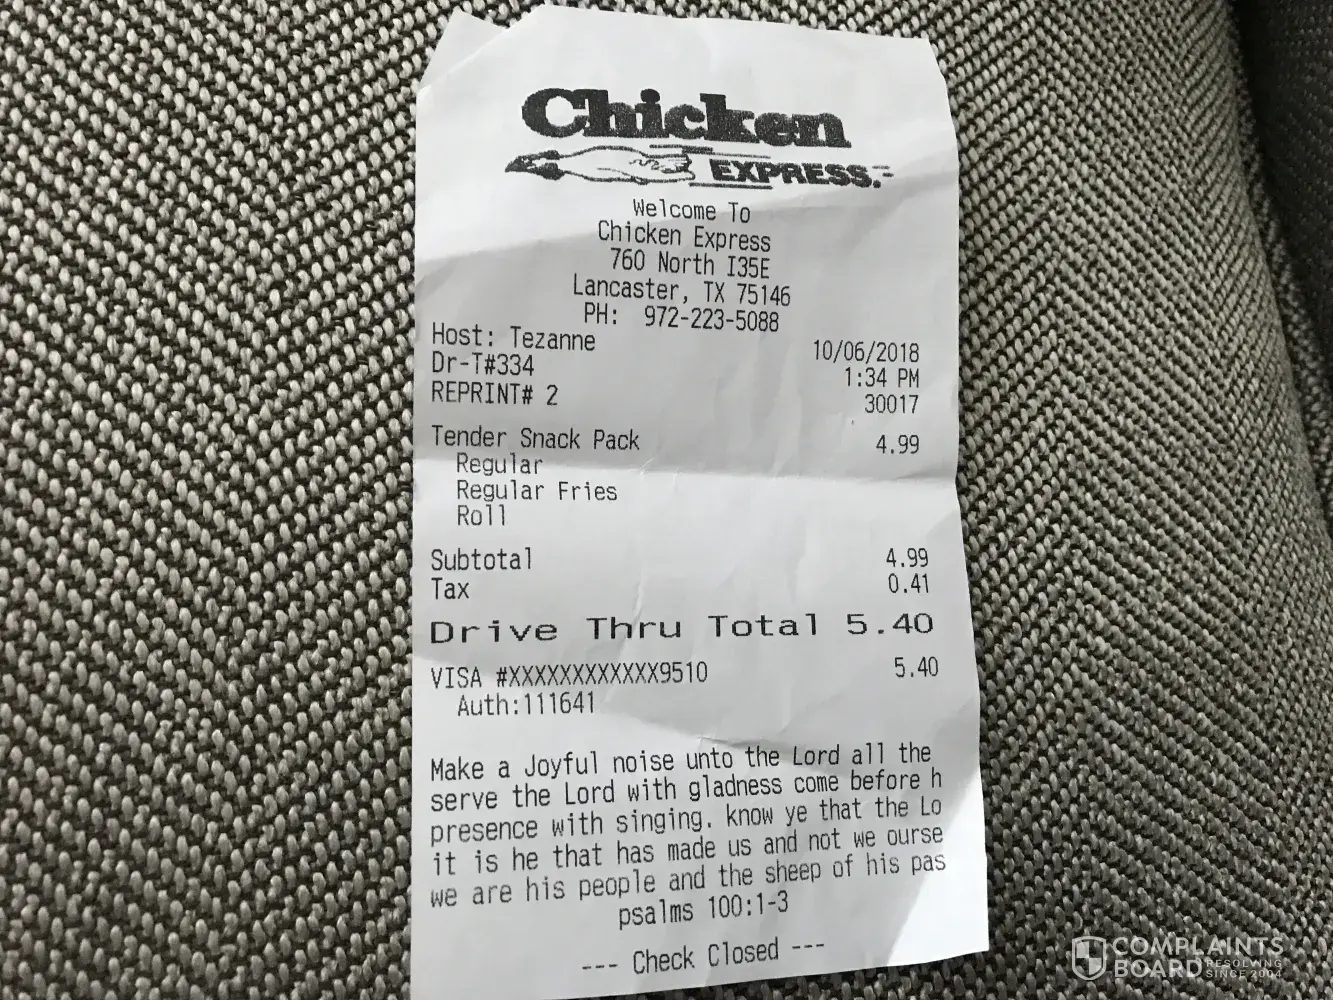 Chicken
EXPRESS.
Welcome To
Chicken Express
760 North I35E
Lancaster, TX 75146
PH: 972-223-5088
Host: Tezanne 10/06/2018
Dr-T#334 1:34 PM
REPRINT# 2 30017
Tender Snack Pack 4.99
Regular
Regular Fries
Roll
Subtotal 4.99
Tax 0.41
Drive Thru Total 5.40
VISA #XXXXXXXXXXXX9510 5.40
Auth:111641
Make a Joyful noise unto the Lord all the
serve the Lord with gladness come before h
presence with singing. know ye that the Lo
it is he that has made us and not we ourse
we are his people and the sheep of his pas
psalms 100:1-3
--- Check Closed ---
COMPLAINTS
BOARD RESOLVING
SINCE 2004